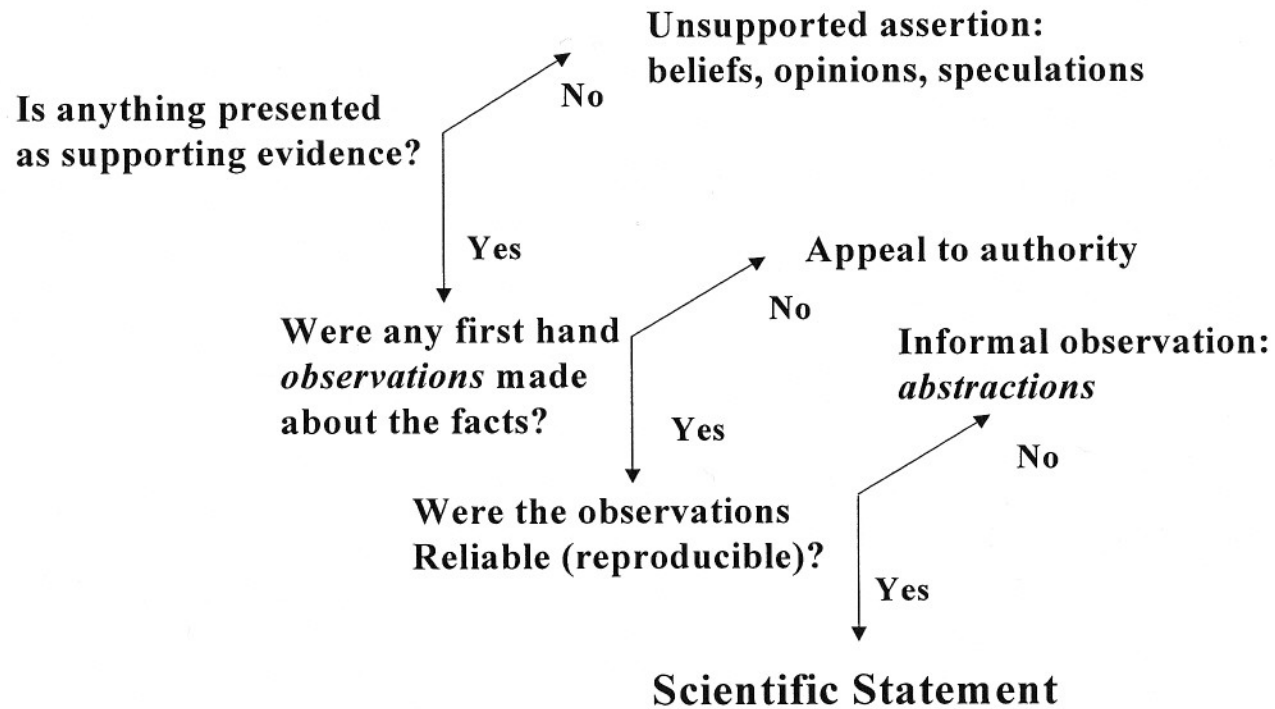 Unsupported assertion:
beliefs, opinions, speculations
No
Is anything presented
as supporting evidence?
Yes
Appeal to authority
No
Were any first hand
observations made
about the facts?
Informal observation:
abstractions
Yes
No
Were the observations
Reliable (reproducible)?
Yes
Scientific Statement